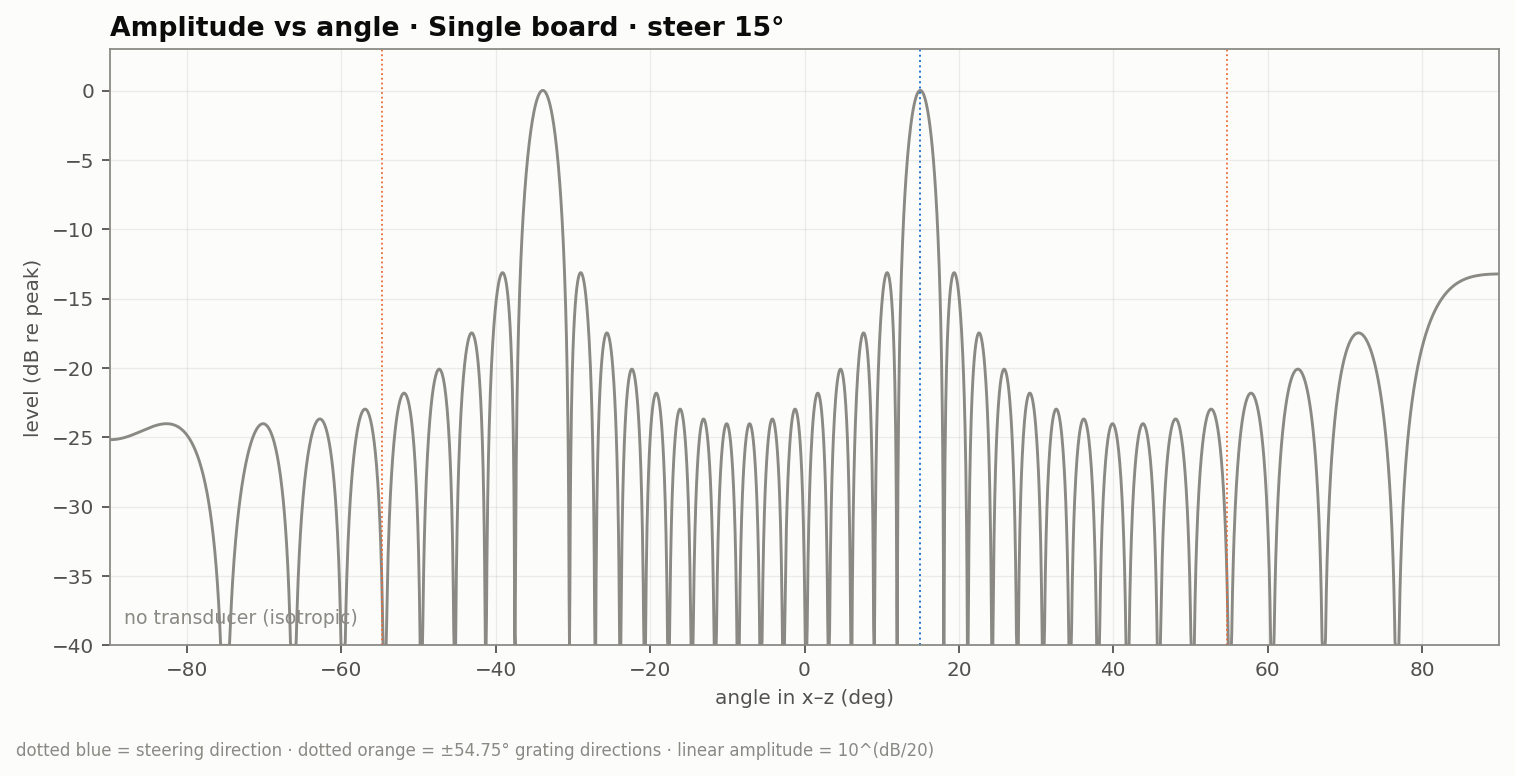 Amplitude vs angle · Single board · steer 15°
0
−5
−10
−15
−20
−25
−30
−35
−40
level (dB re peak)
no transducer (isotropic)
−80 −60 −40 −20 0 20 40 60 80
angle in x–z (deg)
dotted blue = steering direction · dotted orange = ±54.75° grating directions · linear amplitude = 10^(dB/20)